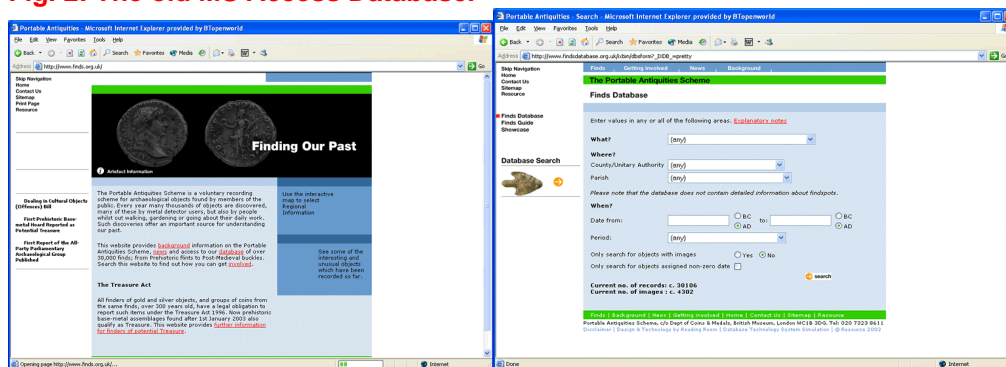 Fig. 2. The old MS Access Database.
Portable Antiquities - Microsoft Internet Explorer provided by BTopenworld
File Edit View Favorites Tools Help
Back Search Favorites Media
Address http://www.finds.org.uk/ Go
Skip Navigation
Home
Contact Us
Sitemap
Print Page
Resource
Finding Our Past
Artefact Information
Dealing in Cultural Objects
(Offences) Bill
First Prehistoric Base-
metal Hoard Reported as
Potential Treasure
First Report of the All-
Party Parliamentary
Archaeological Group
Published
The Portable Antiquities Scheme is a voluntary recording
scheme for archaeological objects found by members of the
public. Every year many thousands of objects are discovered,
many of these by metal detector users, but also by people
whilst out walking, gardening or going about their daily work.
Such discoveries offer an important source for understanding
our past.
This website provides background information on the Portable
Antiquities Scheme, news and access to our database of over
30,000 finds; from Prehistoric flints to Post-Medieval buckles.
Search this website to find out how you can get involved.
The Treasure Act
All finders of gold and silver objects, and groups of coins from
the same finds, over 300 years old, have a legal obligation to
report such items under the Treasure Act 1996. Now prehistoric
base-metal assemblages found after 1st January 2003 also
qualify as Treasure. This website provides further information
for finders of potential Treasure.
Use the interactive
map to select
Regional
Information
See some of the
interesting and
unusual objects
which have been
recorded so far.
Opening page http://www.finds.org.uk/... Internet
Portable Antiquities - Search - Microsoft Internet Explorer provided by BTopenworld
File Edit View Favorites Tools Help
Back Search Favorites Media
Address http://www.findsdatabase.org.uk/ixbin/dbsform?_IXDB_=pretty Go
Skip Navigation
Home
Contact Us
Sitemap
Resource
Finds Database
Finds Guide
Showcase
Database Search
Finds Getting Involved News Background
The Portable Antiquities Scheme
Finds Database
Enter values in any or all of the following areas. Explanatory notes
What? (any)
Where?
County/Unitary Authority (any)
Parish (any)
Please note that the database does not contain detailed information about findspots.
When?
Date from: BC AD to: BC AD
Period: (any)
Only search for objects with images Yes No
Only search for objects assigned non-zero date
search
Current no. of records: c. 30106
Current no. of images : c. 4302
Finds | Background | News | Getting involved | Home | Contact Us | Sitemap | Resource
Portable Antiquities Scheme, c/o Dept of Coins & Medals, British Museum, London WC1B 3DG. Tel: 020 7323 8611
Disclaimer | Design & Technology by Reading Room | Database Technology System Simulation | © Resource 2002
Done Internet